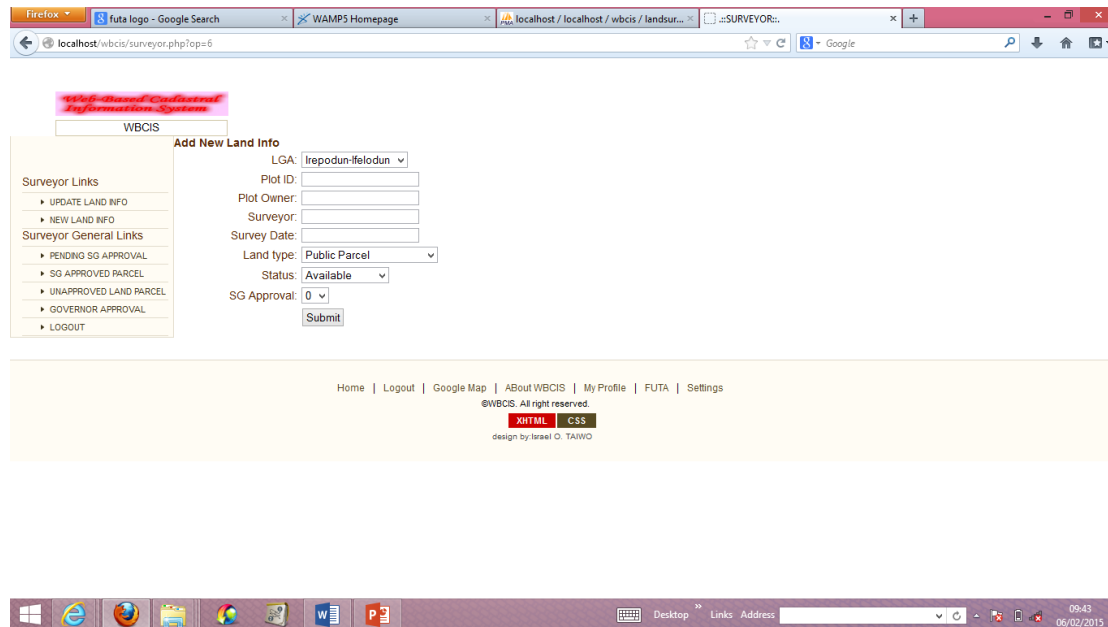 Firefox
futa logo - Google Search
WAMP5 Homepage
localhost / localhost / wbcis / landsur...
.::SURVEYOR::.
localhost/wbcis/surveyor.php?op=6
Google
Web-Based Cadastral
Information System
WBCIS
Add New Land Info
LGA: Irepodun-Ifelodun
Plot ID:
Plot Owner:
Surveyor:
Survey Date:
Land type: Public Parcel
Status: Available
SG Approval: 0
Submit
Surveyor Links
UPDATE LAND INFO
NEW LAND INFO
Surveyor General Links
PENDING SG APPROVAL
SG APPROVED PARCEL
UNAPPROVED LAND PARCEL
GOVERNOR APPROVAL
LOGOUT
Home | Logout | Google Map | ABout WBCIS | My Profile | FUTA | Settings
©WBCIS. All right reserved.
XHTML CSS
design by:Israel O. TAIWO
Desktop » Links Address
09:43
06/02/2015